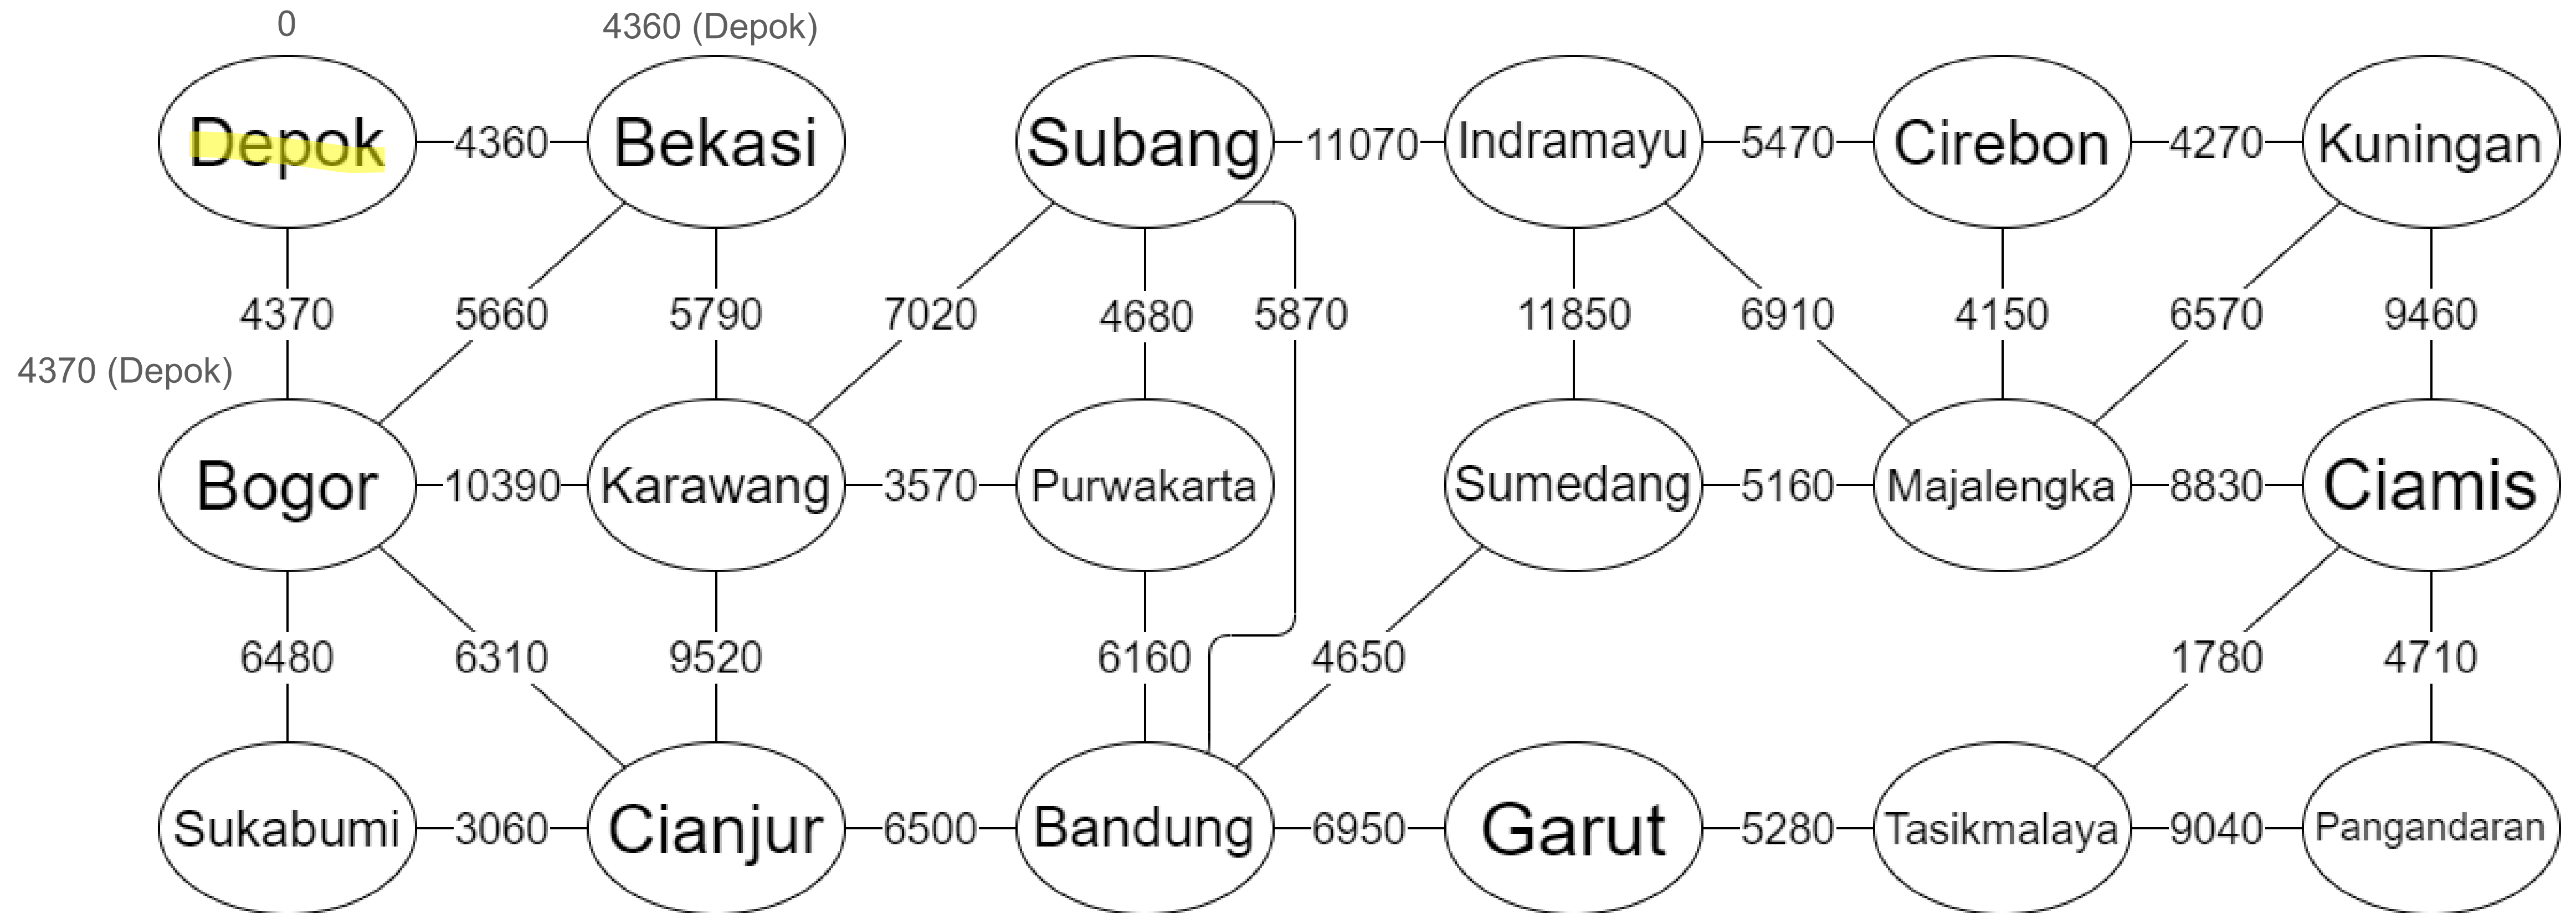 0
4360 (Depok)
Depok
4360
Bekasi
Subang
11070
Indramayu
5470
Cirebon
4270
Kuningan
4370
5660
5790
7020
4680
5870
11850
6910
4150
6570
9460
4370 (Depok)
Bogor
10390
Karawang
3570
Purwakarta
Sumedang
5160
Majalengka
8830
Ciamis
6480
6310
9520
6160
4650
1780
4710
Sukabumi
3060
Cianjur
6500
Bandung
6950
Garut
5280
Tasikmalaya
9040
Pangandaran